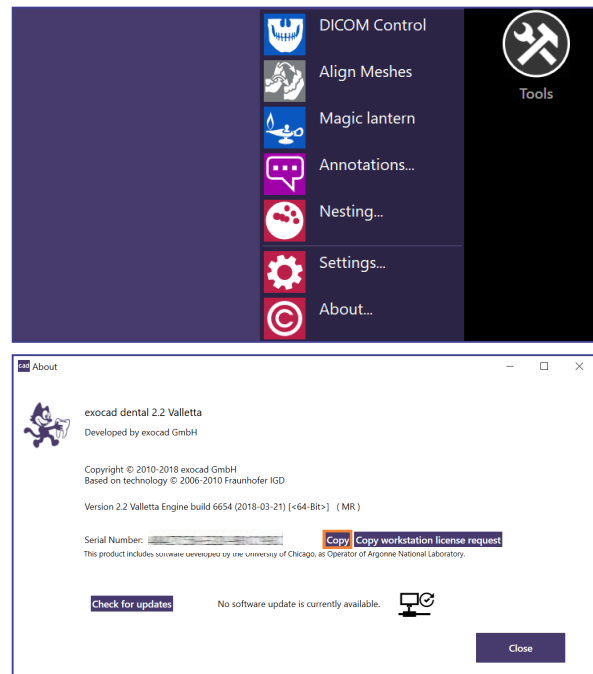 DICOM Control
Align Meshes
Tools
Magic lantern
Annotations...
Nesting...
Settings...
About...
cad About
exocad dental 2.2 Valletta
Developed by exocad GmbH
Copyright © 2010-2018 exocad GmbH
Based on technology © 2006-2010 Fraunhofer IGD
Version 2.2 Valletta Engine build 6654 (2018-03-21) [<64-Bit>] ( MR )
Serial Number: Copy Copy workstation license request
This product includes software developed by the University of Chicago, as Operator of Argonne National Laboratory.
Check for updates No software update is currently available.
Close